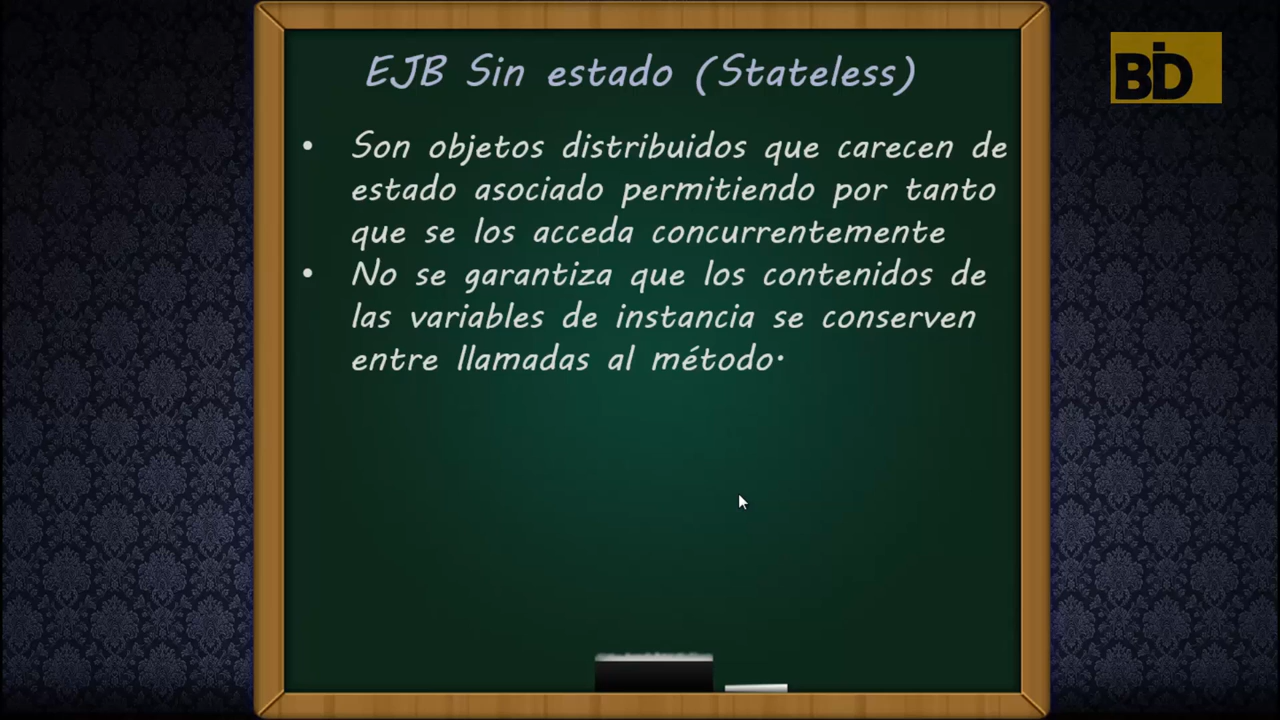 EJB Sin estado (Stateless)
BID
• Son objetos distribuidos que carecen de
estado asociado permitiendo por tanto
que se los acceda concurrentemente
• No se garantiza que los contenidos de
las variables de instancia se conserven
entre llamadas al método.